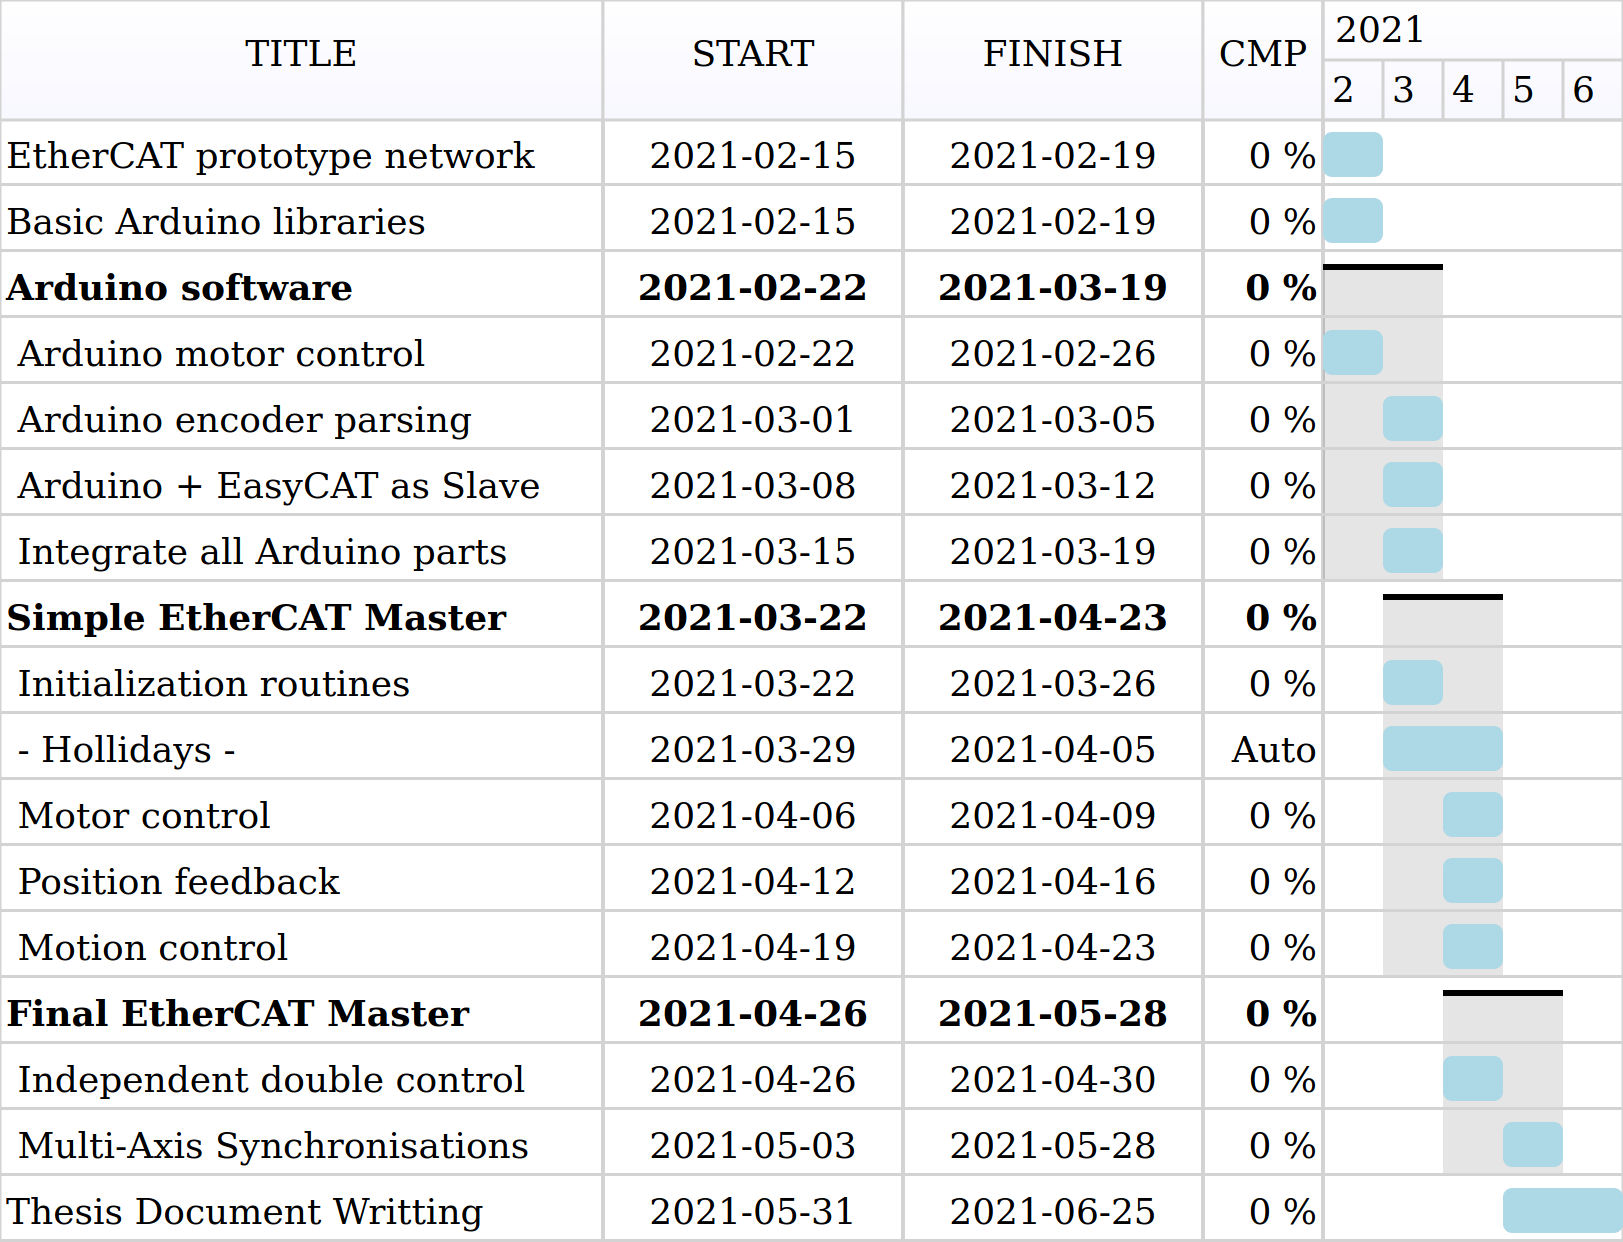 TITLE START FINISH CMP 2021
2 3 4 5 6
EtherCAT prototype network 2021-02-15 2021-02-19 0 %
Basic Arduino libraries 2021-02-15 2021-02-19 0 %
Arduino software 2021-02-22 2021-03-19 0 %
Arduino motor control 2021-02-22 2021-02-26 0 %
Arduino encoder parsing 2021-03-01 2021-03-05 0 %
Arduino + EasyCAT as Slave 2021-03-08 2021-03-12 0 %
Integrate all Arduino parts 2021-03-15 2021-03-19 0 %
Simple EtherCAT Master 2021-03-22 2021-04-23 0 %
Initialization routines 2021-03-22 2021-03-26 0 %
- Hollidays - 2021-03-29 2021-04-05 Auto
Motor control 2021-04-06 2021-04-09 0 %
Position feedback 2021-04-12 2021-04-16 0 %
Motion control 2021-04-19 2021-04-23 0 %
Final EtherCAT Master 2021-04-26 2021-05-28 0 %
Independent double control 2021-04-26 2021-04-30 0 %
Multi-Axis Synchronisations 2021-05-03 2021-05-28 0 %
Thesis Document Writting 2021-05-31 2021-06-25 0 %